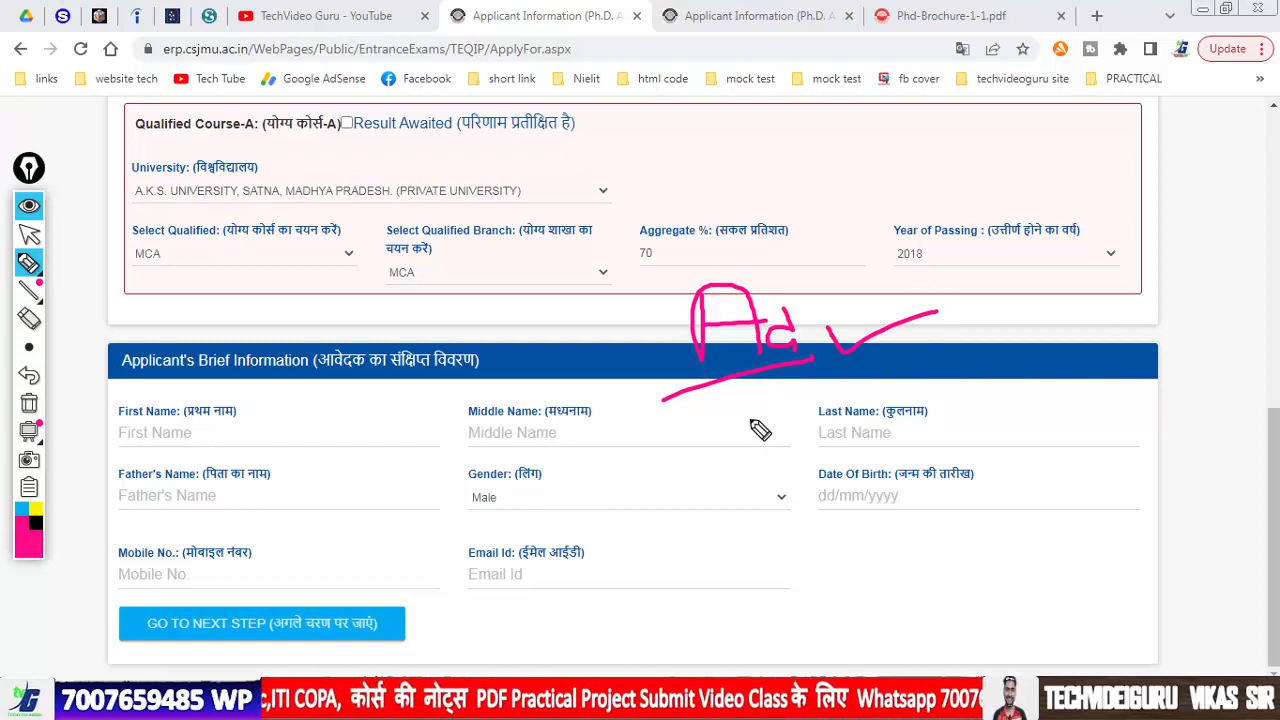 TechVideo Guru - YouTube
Applicant Information (Ph.D. A
Applicant Information (Ph.D. A
Phd-Brochure-1-1.pdf
erp.csjmu.ac.in/WebPages/Public/EntranceExams/TEQIP/ApplyFor.aspx
Update
links
website tech
Tech Tube
Google AdSense
Facebook
short link
Nielit
html code
mock test
mock test
fb cover
techvideoguru site
PRACTICAL
»
Qualified Course-A: (योग्य कोर्स-A) Result Awaited (परिणाम प्रतीक्षित है)
University: (विश्वविद्यालय)
A.K.S. UNIVERSITY, SATNA, MADHYA PRADESH. (PRIVATE UNIVERSITY)
Select Qualified: (योग्य कोर्स का चयन करें)
MCA
Select Qualified Branch: (योग्य शाखा का
चयन करें)
MCA
Aggregate %: (सकल प्रतिशत)
70
Year of Passing : (उत्तीर्ण होने का वर्ष)
2018
Ad
Applicant's Brief Information (आवेदक का संक्षिप्त विवरण)
First Name: (प्रथम नाम)
First Name
Middle Name: (मध्यनाम)
Middle Name
Last Name: (कुलनाम)
Last Name
Father's Name: (पिता का नाम)
Father's Name
Gender: (लिंग)
Male
Date Of Birth: (जन्म की तारीख)
dd/mm/yyyy
Mobile No.: (मोबाइल नंबर)
Mobile No.
Email Id: (ईमेल आईडी)
Email Id
GO TO NEXT STEP (अगले चरण पर जाएं)
7007659485 WP
c,ITI COPA, कोर्स की नोट्स PDF Practical Project Submit Video Class के लिए Whatsapp 7007
TECHVIDEIGURU VIKAS SIR